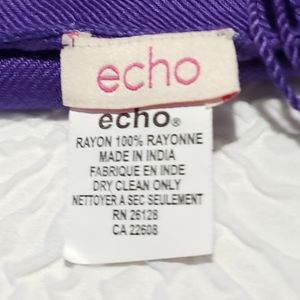 echo
echo®
RAYON 100% RAYONNE
MADE IN INDIA
FABRIQUE EN INDE
DRY CLEAN ONLY
NETTOYER A SEC SEULEMENT
RN 26128
CA 22608